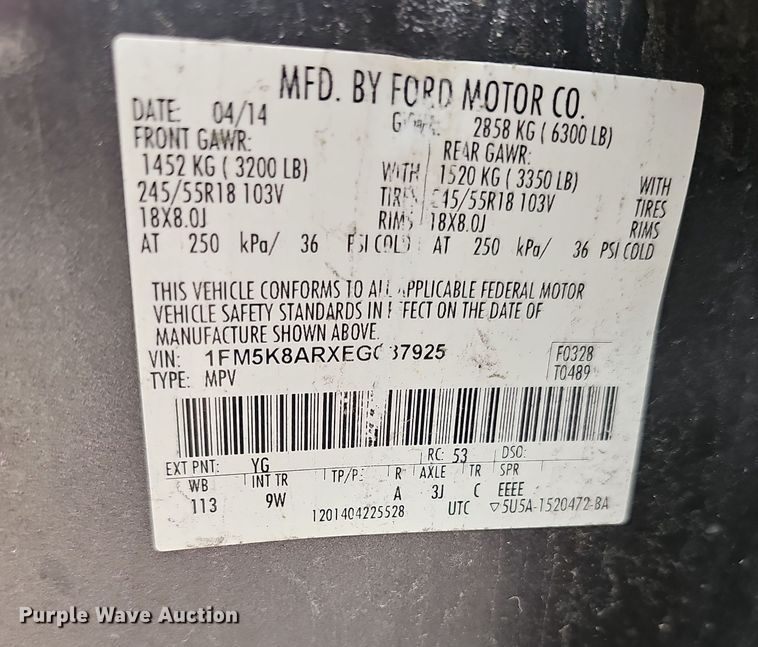 MFD. BY FORD MOTOR CO.
DATE: 04/14 2858 KG ( 6300 LB)
FRONT GAWR: REAR GAWR:
1452 KG ( 3200 LB) WITH 1520 KG ( 3350 LB) WITH
245/55R18 103V TIRES 245/55R18 103V TIRES
18X8.0J RIMS 18X8.0J RIMS
AT 250 kPa/ 36 PSI COLD AT 250 kPa/ 36 PSI COLD
THIS VEHICLE CONFORMS TO ALL APPLICABLE FEDERAL MOTOR
VEHICLE SAFETY STANDARDS IN EFFECT ON THE DATE OF
MANUFACTURE SHOWN ABOVE.
VIN: F0328
TYPE: MPV T0489
EXT PNT: YG RC: 53 DSO:
WB INT TR TP/PS R AXLE TR SPR
113 9W A 3J C EEEE
1201404225528 UTC ▽5U5A-1520472-BA
Purple Wave Auction